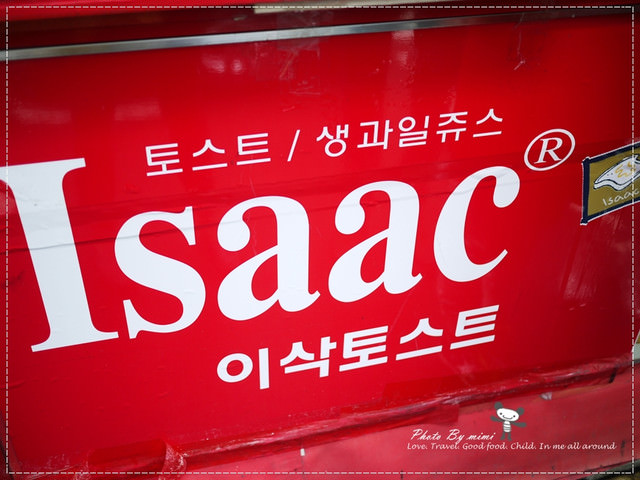 토스트 / 생과일쥬스
Isaac®
이삭토스트
Isaac
Photo By mimi
Love. Travel. Good food. Child. In me all around